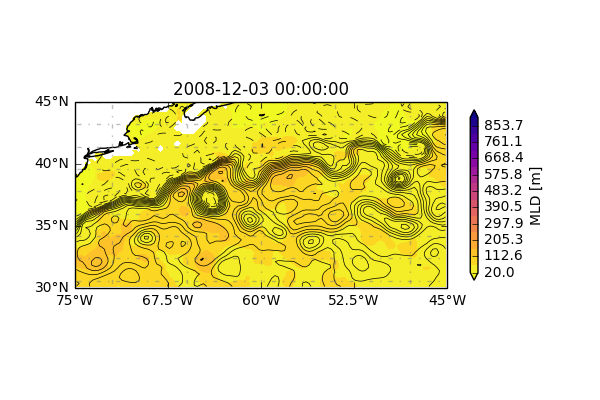 2008-12-03 00:00:00
45°N
40°N
35°N
30°N
75°W
67.5°W
60°W
52.5°W
45°W
853.7
761.1
668.4
575.8
483.2
390.5
297.9
205.3
112.6
20.0
MLD [m]